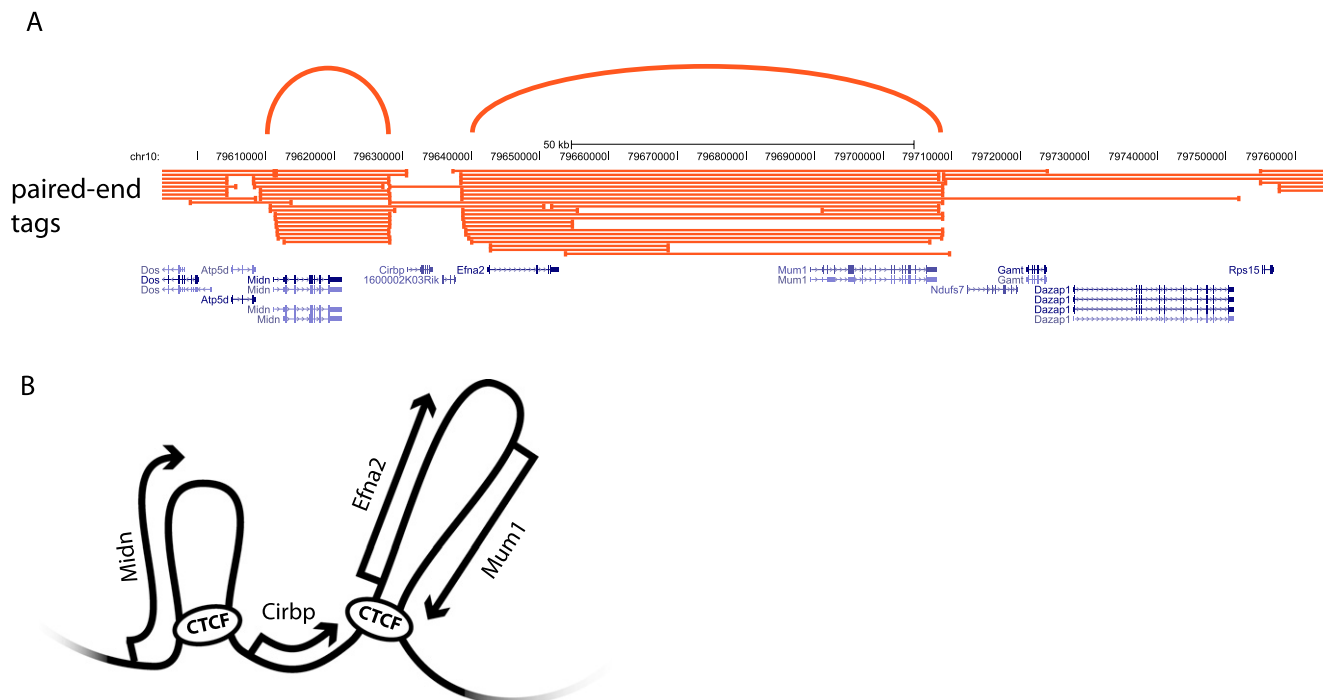 A
50 kb
chr10: 79610000 79620000 79630000 79640000 79650000 79660000 79670000 79680000 79690000 79700000 79710000 79720000 79730000 79740000 79750000 79760000
paired-end
tags
Dos Atp5d Cirbp Efna2 Mum1 Gamt Rps15
Dos Midn 1600002K03Rik Mum1 Gamt
Dos Midn Ndufs7 Dazap1
Atp5d Dazap1
Midn Dazap1
Midn Dazap1
B
Midn
CTCF
Cirbp
Efna2
CTCF
Mum1